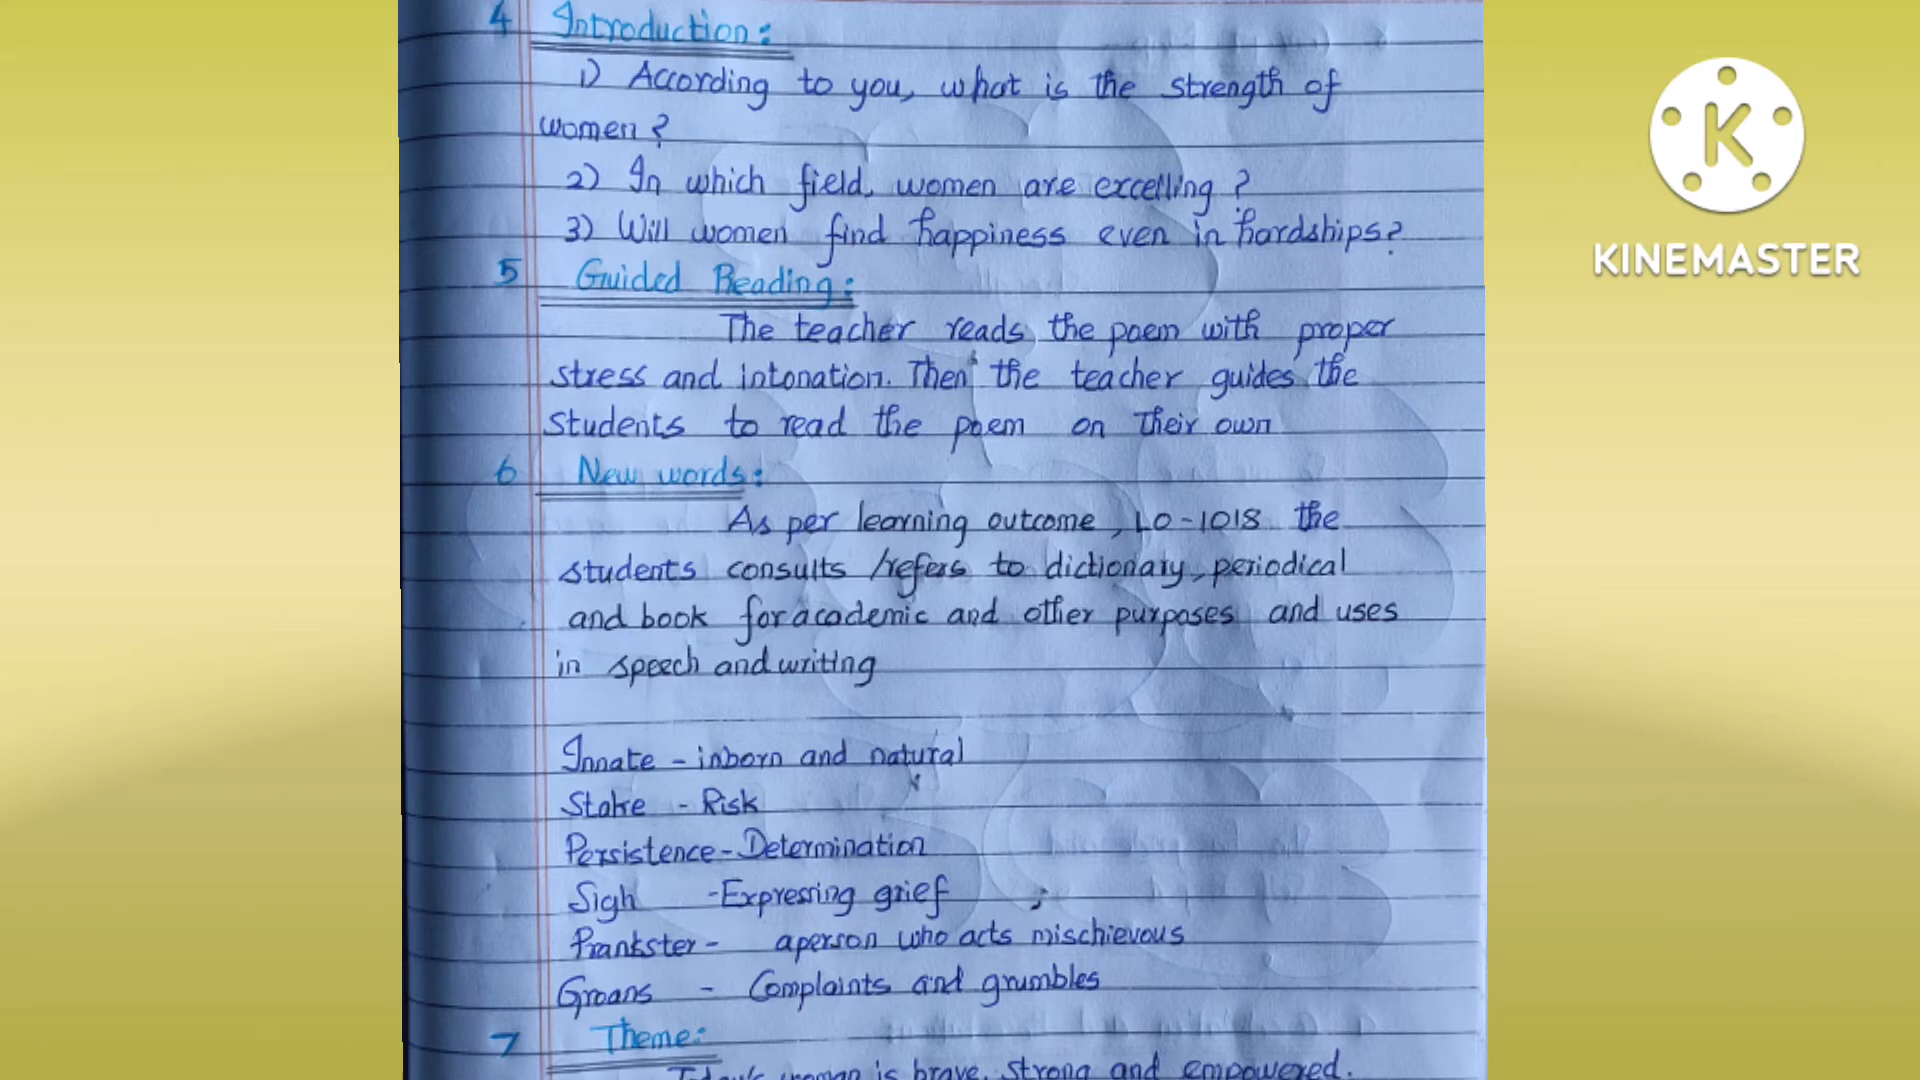 4 Introduction:
1) According to you, what is the strength of
women?
2) In which field, women are excelling?
3) Will women find happiness even in hardships?
5 Guided Reading:
The teacher reads the poem with proper
stress and intonation. Then the teacher guides the
students to read the poem on their own
6 New words:
As per learning outcome, LO-1018 the
students consults /refers to dictionary, periodical
and book for academic and other purposes and uses
in speech and writing
Innate - inborn and natural
Stake - Risk
Persistence - Determination
Sigh - Expressing grief
Prankster - a person who acts mischievous
Groans - Complaints and grumbles
7 Theme:
Today's woman is brave, strong and empowered.
K
KINEMASTER